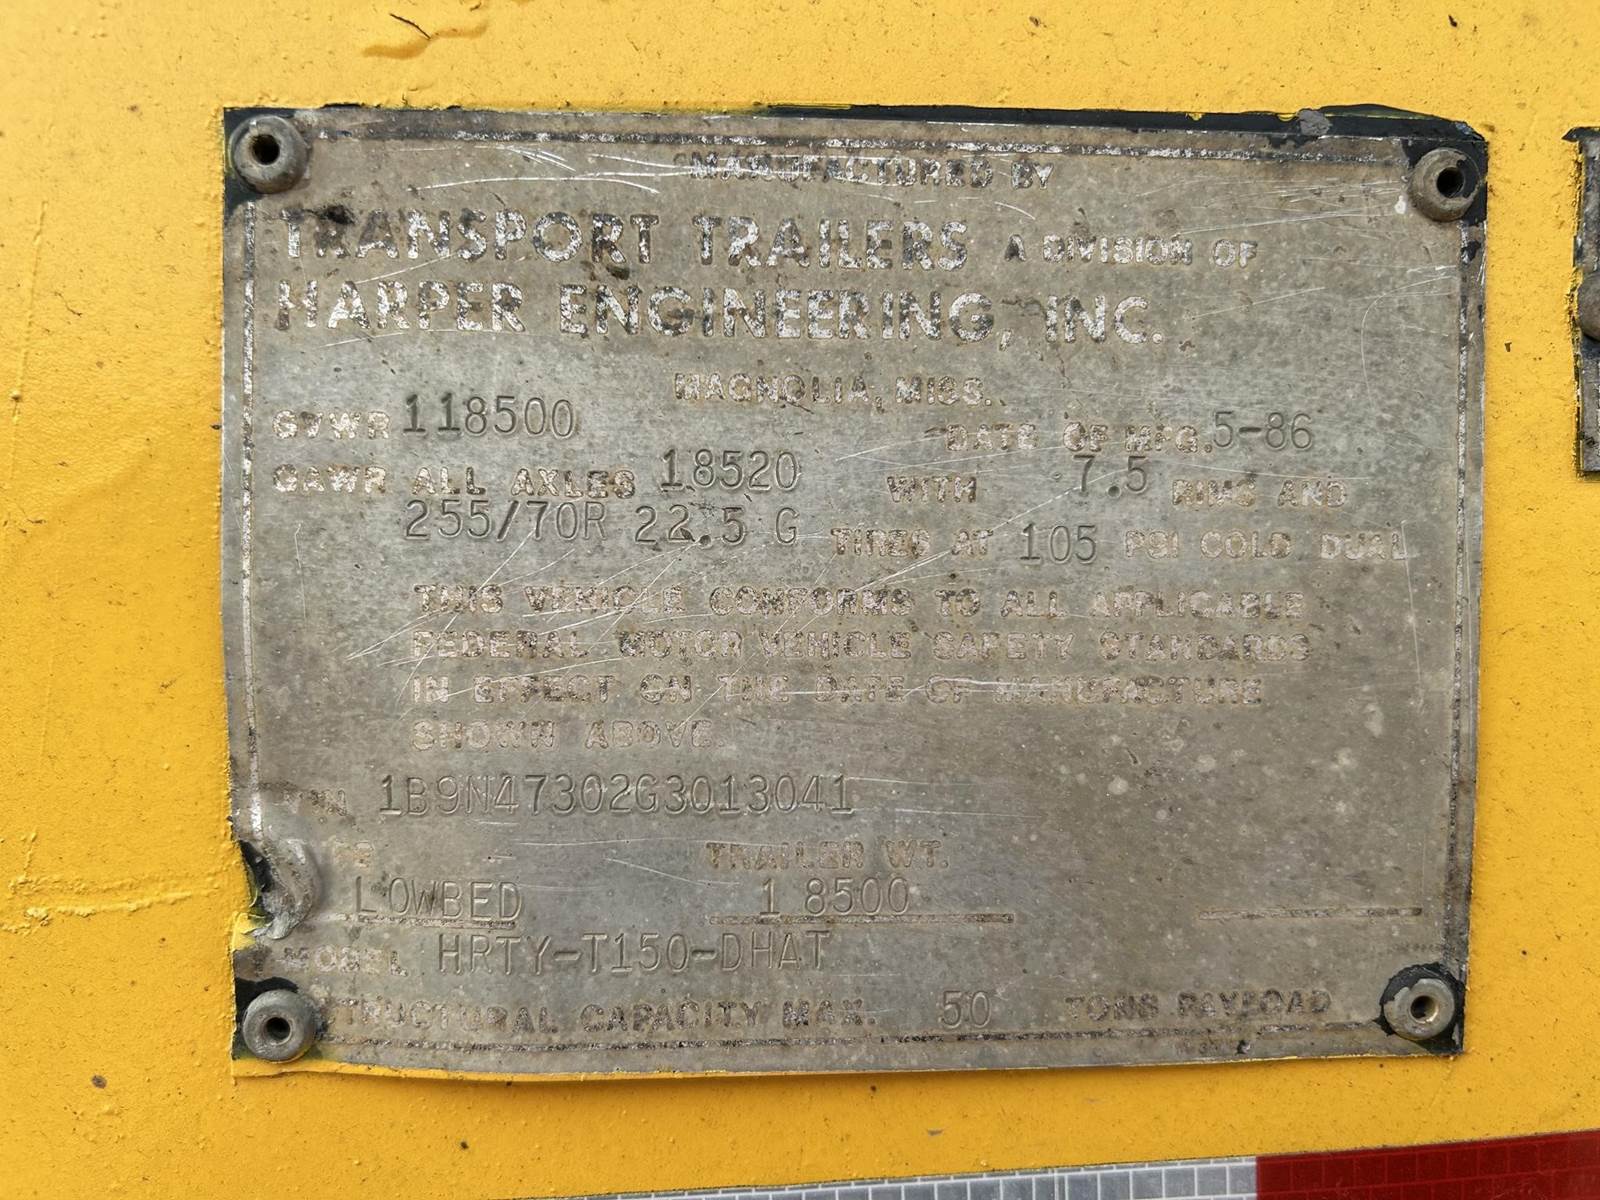 MANUFACTURED BY
TRANSPORT TRAILERS A DIVISION OF
HARPER ENGINEERING, INC.
MAGNOLIA, MISS.
GVWR 118500 DATE OF MFG. 5-86
GAWR ALL AXLES 18520 WITH 7.5 RIMS AND
255/70R 22.5 G TIRES AT 105 PSI COLD DUAL
THIS VEHICLE CONFORMS TO ALL APPLICABLE
FEDERAL MOTOR VEHICLE SAFETY STANDARDS
IN EFFECT ON THE DATE OF MANUFACTURE
SHOWN ABOVE.
1B9N47302G3013041
TRAILER WT.
LOWBED 1 8500
MODEL HRTY-T150-DHAT
STRUCTURAL CAPACITY MAX. 50 TONS PAYLOAD